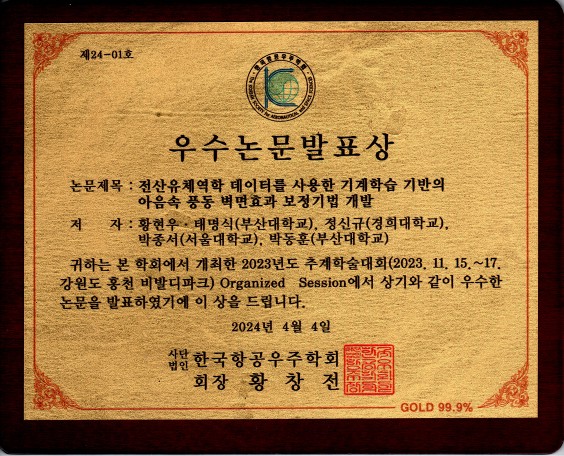 제24-01호
우수논문발표상
논문제목 : 전산유체역학 데이터를 사용한 기계학습 기반의
아음속 풍동 벽면효과 보정기법 개발
저 자 : 황현우·태명식(부산대학교), 정신규(경희대학교),
박종서(서울대학교), 박동훈(부산대학교)
귀하는 본 학회에서 개최한 2023년도 추계학술대회(2023. 11. 15.~17.
강원도 홍천 비발디파크) Organized Session에서 상기와 같이 우수한
논문을 발표하였기에 이 상을 드립니다.
2024년 4월 4일
사단법인 한국항공우주학회
회장 황창전
GOLD 99.9%